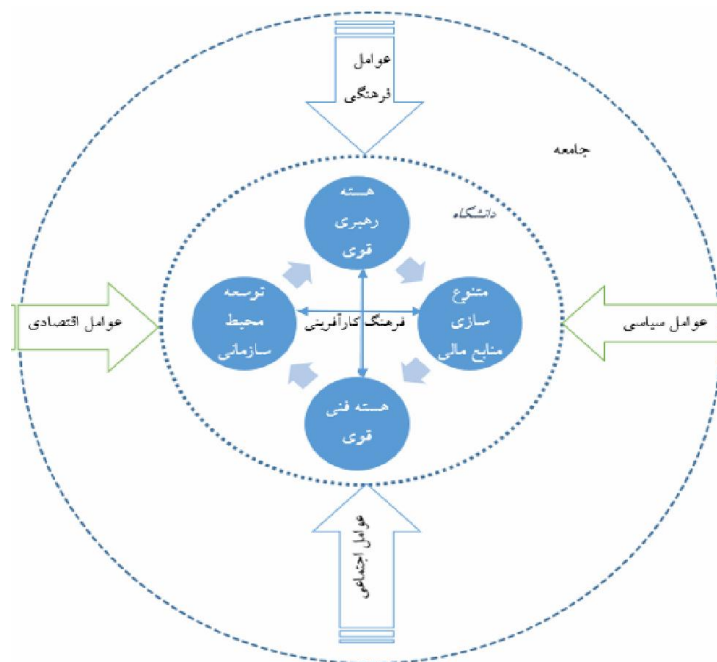 عوامل
فرهنگی
جامعه
دانشگاه
هسته
رهبری
قوی
متنوع
سازی
منابع مالی
توسعه
محیط
سازمانی
فرهنگ کارآفرینی
عوامل سیاسی
عوامل اقتصادی
هسته فنی
قوی
عوامل اجتماعی